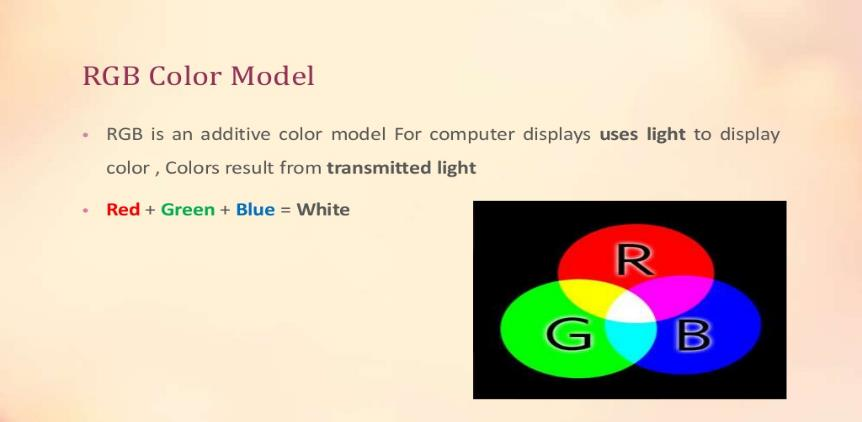 RGB Color Model
• RGB is an additive color model For computer displays uses light to display
color , Colors result from transmitted light
• Red + Green + Blue = White
R
G B